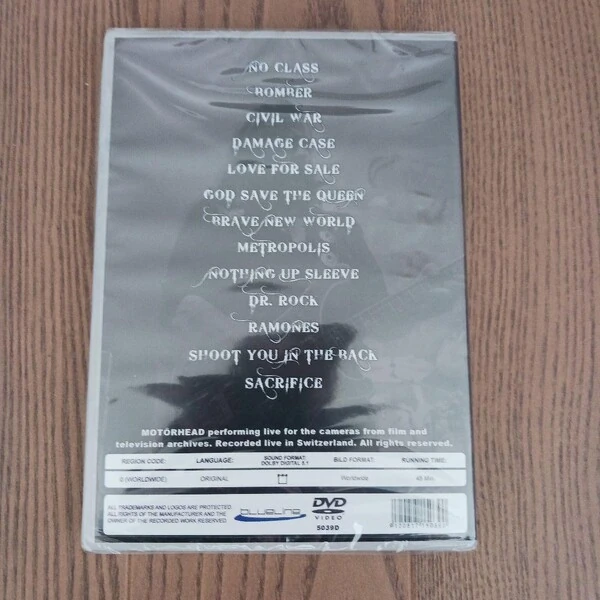 NO CLASS
BOMBER
CIVIL WAR
DAMAGE CASE
LOVE FOR SALE
GOD SAVE THE QUEEN
BRAVE NEW WORLD
METROPOLIS
NOTHING UP SLEEVE
DR. ROCK
RAMONES
SHOOT YOU IN THE BACK
SACRIFICE
MOTÖRHEAD performing live for the cameras from film and
television archives. Recorded live in Switzerland. All rights reserved.
REGION CODE: LANGUAGE: SOUND FORMAT: DOLBY DIGITAL 5.1 BILD FORMAT: RUNNING TIME:
0 (WORLDWIDE) ORIGINAL Worldwide 45 Min.
ALL TRADEMARKS AND LOGOS ARE PROTECTED.
ALL RIGHTS OF THE MANUFACTURER AND THE
OWNER OF THE RECORDED WORK RESERVED.
blueline
DVD
VIDEO
5039D